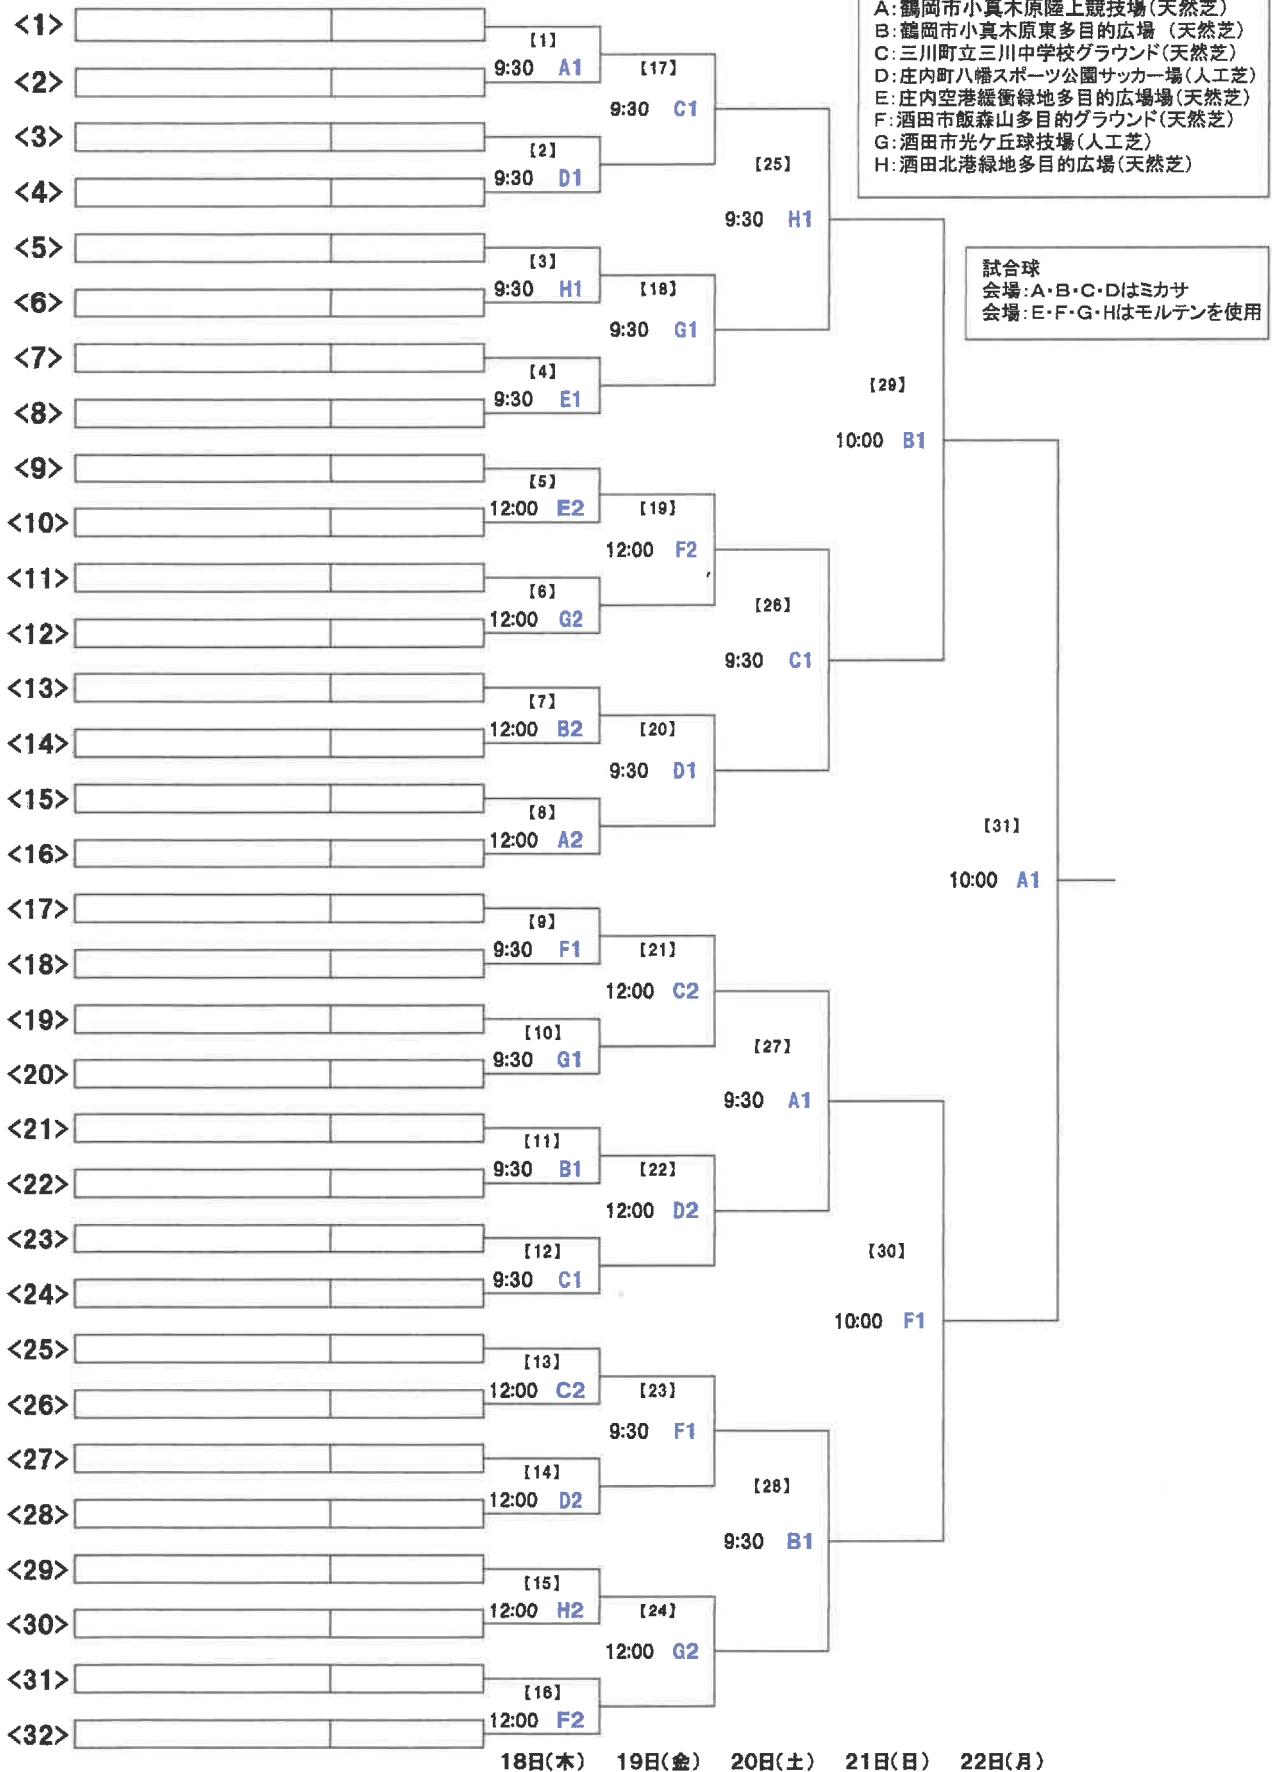 A:鶴岡市小真木原陸上競技場(天然芝)
B:鶴岡市小真木原東多目的広場 (天然芝)
C:三川町立三川中学校グラウンド(天然芝)
D:庄内町八幡スポーツ公園サッカー場(人工芝)
E:庄内空港緩衝緑地多目的広場場(天然芝)
F:酒田市飯森山多目的グラウンド(天然芝)
G:酒田市光ケ丘球技場(人工芝)
H:酒田北港緑地多目的広場(天然芝)
試合球
会場:A・B・C・Dはミカサ
会場:E・F・G・Hはモルテンを使用
<1>
<2>
<3>
<4>
<5>
<6>
<7>
<8>
<9>
<10>
<11>
<12>
<13>
<14>
<15>
<16>
<17>
<18>
<19>
<20>
<21>
<22>
<23>
<24>
<25>
<26>
<27>
<28>
<29>
<30>
<31>
<32>
【1】
9:30 A1
【2】
9:30 D1
【3】
9:30 H1
【4】
9:30 E1
【5】
12:00 E2
【6】
12:00 G2
【7】
12:00 B2
【8】
12:00 A2
【9】
9:30 F1
【10】
9:30 G1
【11】
9:30 B1
【12】
9:30 C1
【13】
12:00 C2
【14】
12:00 D2
【15】
12:00 H2
【16】
12:00 F2
【17】
9:30 C1
【18】
9:30 G1
【19】
12:00 F2
【20】
9:30 D1
【21】
12:00 C2
【22】
12:00 D2
【23】
9:30 F1
【24】
12:00 G2
【25】
9:30 H1
【26】
9:30 C1
【27】
9:30 A1
【28】
9:30 B1
【29】
10:00 B1
【30】
10:00 F1
【31】
10:00 A1
18日(木) 19日(金) 20日(土) 21日(日) 22日(月)